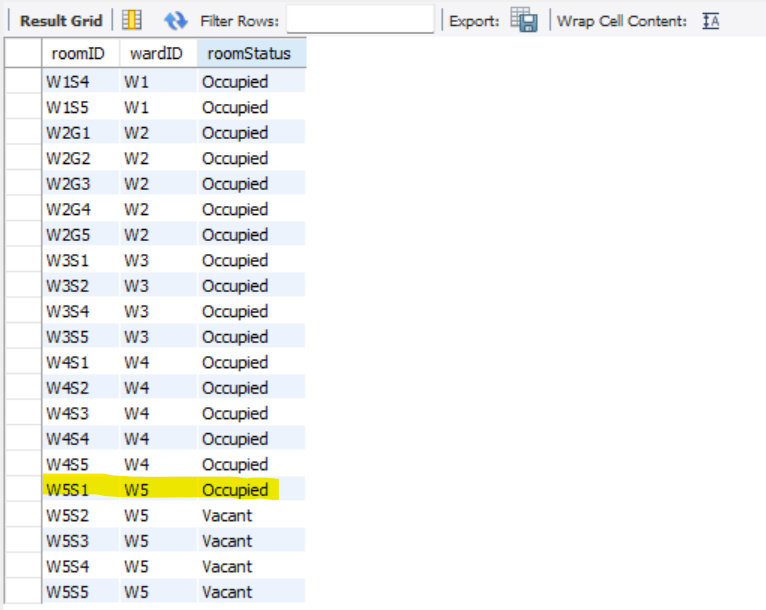 Result Grid Filter Rows: Export: Wrap Cell Content:
roomID wardID roomStatus
W1S4 W1 Occupied
W1S5 W1 Occupied
W2G1 W2 Occupied
W2G2 W2 Occupied
W2G3 W2 Occupied
W2G4 W2 Occupied
W2G5 W2 Occupied
W3S1 W3 Occupied
W3S2 W3 Occupied
W3S4 W3 Occupied
W3S5 W3 Occupied
W4S1 W4 Occupied
W4S2 W4 Occupied
W4S3 W4 Occupied
W4S4 W4 Occupied
W4S5 W4 Occupied
W5S1 W5 Occupied
W5S2 W5 Vacant
W5S3 W5 Vacant
W5S4 W5 Vacant
W5S5 W5 Vacant